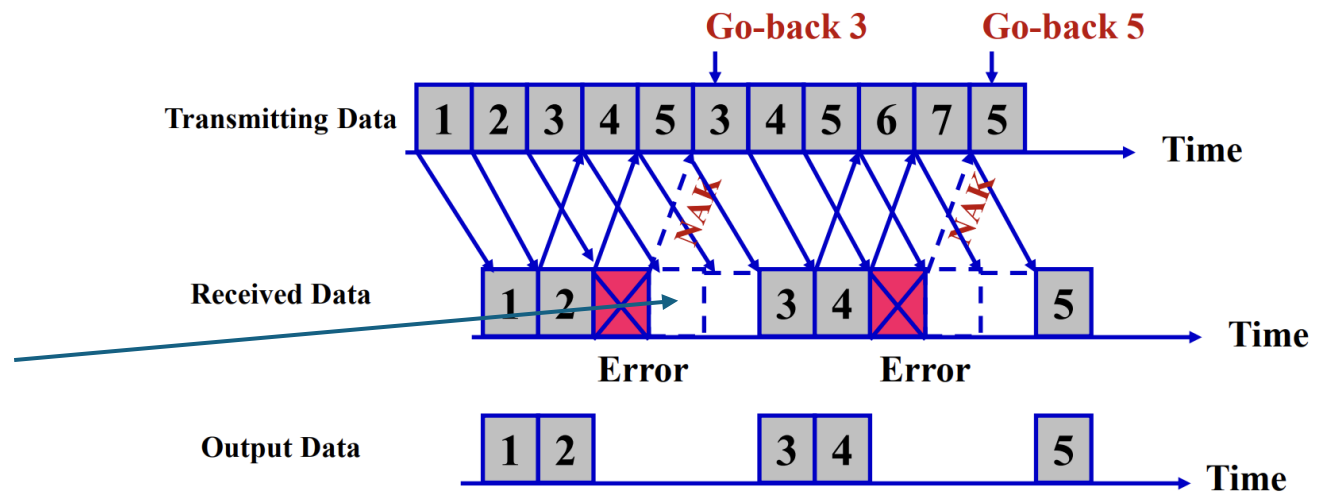 Go-back 3 Go-back 5
Transmitting Data 1 2 3 4 5 3 4 5 6 7 5
Time
NAK NAK
Received Data 1 2 3 4 5
Time
Error Error
Output Data 1 2 3 4 5
Time